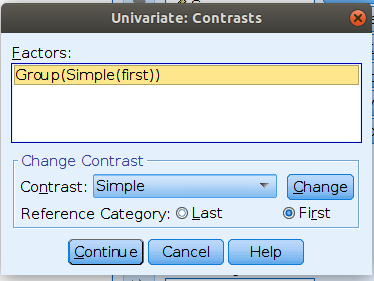 Univariate: Contrasts
Factors:
Group(Simple(first))
Change Contrast
Contrast: Simple Change
Reference Category: Last First
Continue Cancel Help